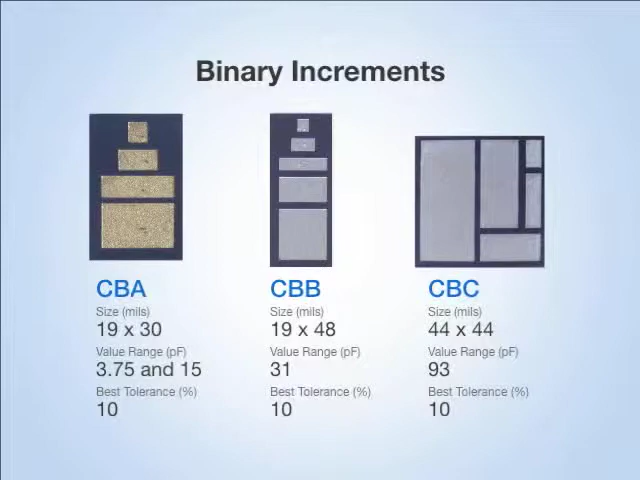 Binary Increments
CBA
Size (mils)
19 x 30
Value Range (pF)
3.75 and 15
Best Tolerance (%)
10
CBB
Size (mils)
19 x 48
Value Range (pF)
31
Best Tolerance (%)
10
CBC
Size (mils)
44 x 44
Value Range (pF)
93
Best Tolerance (%)
10